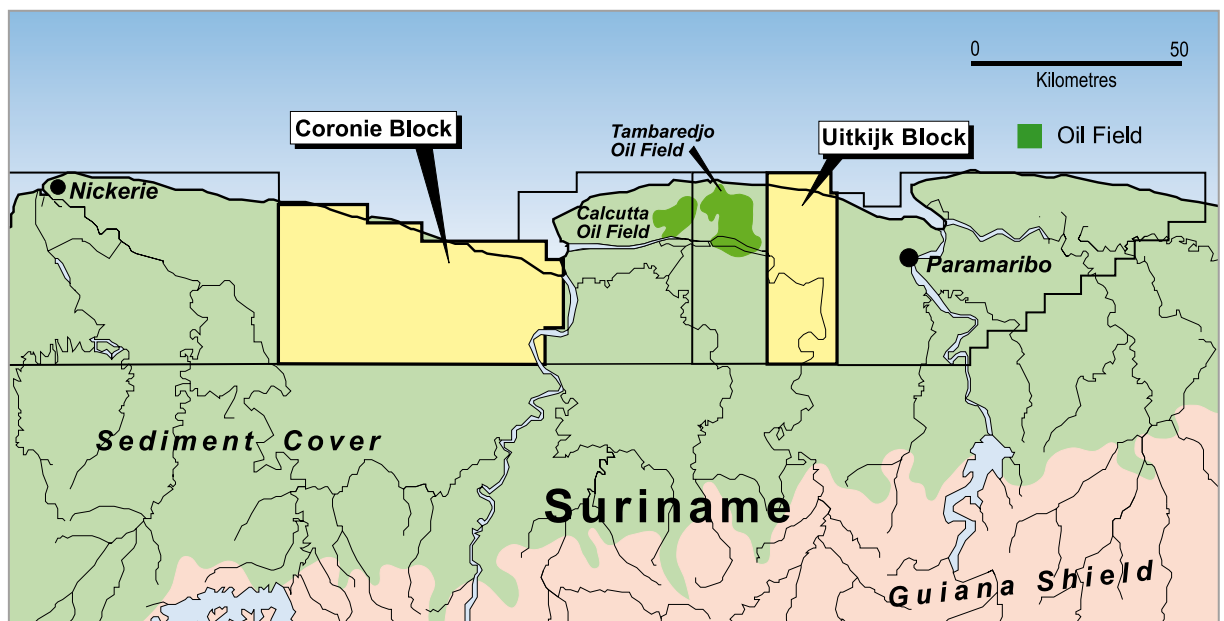 0 50
Kilometres
Oil Field
Coronie Block
Tambaredjo
Oil Field
Uitkijk Block
Nickerie
Calcutta
Oil Field
Paramaribo
Sediment Cover
Suriname
Guiana Shield